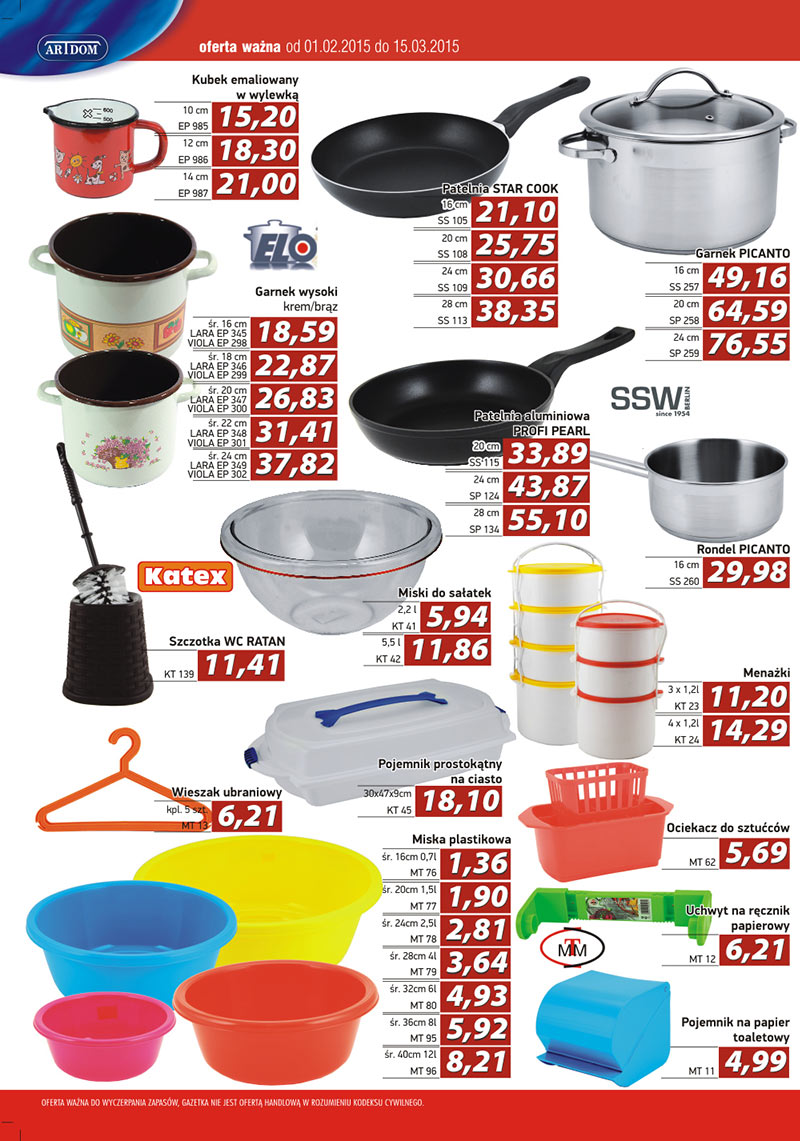 ARTDOM
oferta ważna od 01.02.2015 do 15.03.2015
Kubek emaliowany
w wylewką
10 cm
EP 985
15,20
12 cm
EP 986
18,30
14 cm
EP 987
21,00
600
500
Patelnia STAR COOK
16 cm
SS 105
21,10
20 cm
SS 108
25,75
24 cm
SS 109
30,66
28 cm
SS 113
38,35
Garnek PICANTO
16 cm
SS 257
49,16
20 cm
SP 258
64,59
24 cm
SP 259
76,55
ELO
Garnek wysoki
krem/brąz
śr. 16 cm
LARA EP 345
VIOLA EP 298
18,59
śr. 18 cm
LARA EP 346
VIOLA EP 299
22,87
śr. 20 cm
LARA EP 347
VIOLA EP 300
26,83
śr. 22 cm
LARA EP 348
VIOLA EP 301
31,41
śr. 24 cm
LARA EP 349
VIOLA EP 302
37,82
Patelnia aluminiowa
PROFI PEARL
20 cm
SS 115
33,89
24 cm
SP 124
43,87
28 cm
SP 134
55,10
SSW BERLIN
since 1954
Rondel PICANTO
16 cm
SS 260
29,98
Katex
Szczotka WC RATAN
KT 139
11,41
Miski do sałatek
2,2 l
KT 41
5,94
5,5 l
KT 42
11,86
Menażki
3 x 1,2l
KT 23
11,20
4 x 1,2l
KT 24
14,29
Pojemnik prostokątny
na ciasto
30x47x9cm
KT 45
18,10
Wieszak ubraniowy
kpl. 5 szt.
MT 13
6,21
Ociekacz do sztućców
MT 62
5,69
Miska plastikowa
śr. 16cm 0,7l
MT 76
1,36
śr. 20cm 1,5l
MT 77
1,90
śr. 24cm 2,5l
MT 78
2,81
śr. 28cm 4l
MT 79
3,64
śr. 32cm 6l
MT 80
4,93
śr. 36cm 8l
MT 95
5,92
śr. 40cm 12l
MT 96
8,21
Uchwyt na ręcznik
papierowy
MT 12
6,21
MTM
Pojemnik na papier
toaletowy
MT 11
4,99
OFERTA WAŻNA DO WYCZERPANIA ZAPASÓW, GAZETKA NIE JEST OFERTĄ HANDLOWĄ W ROZUMIENIU KODEKSU CYWILNEGO.